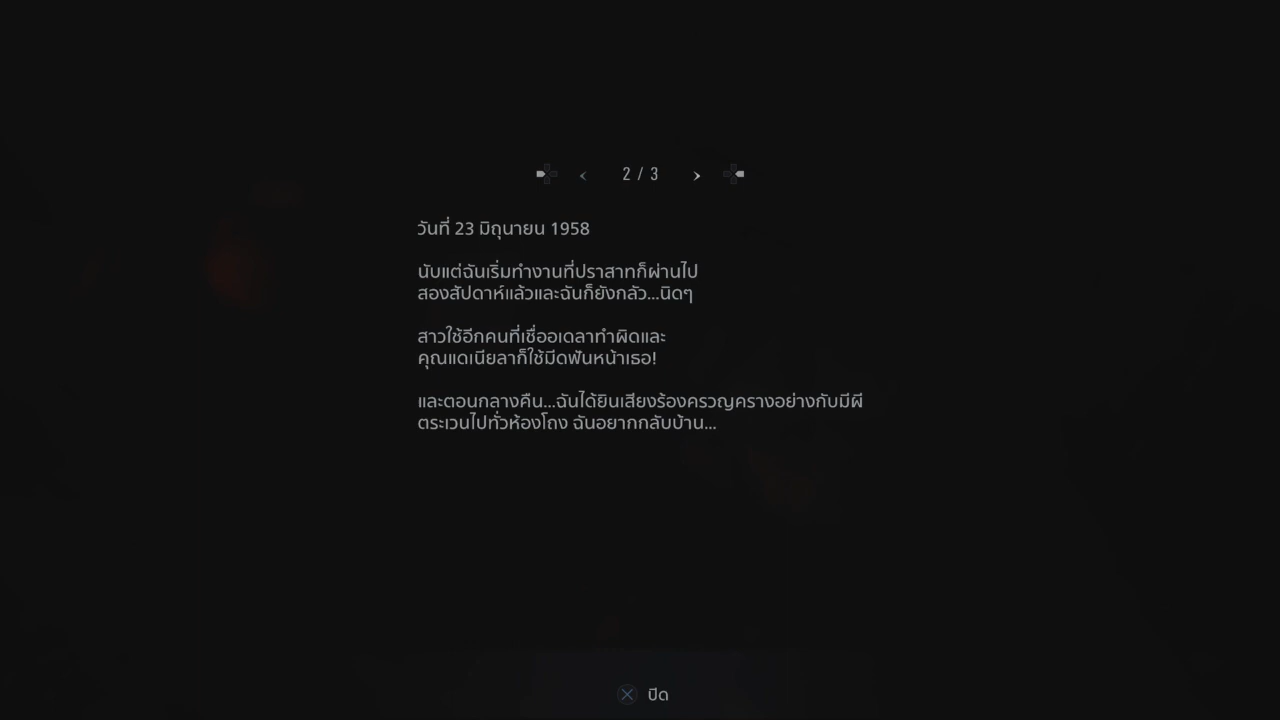 2 / 3
วันที่ 23 มิถุนายน 1958
นับแต่ฉันเริ่มทำงานที่ปราสาทก็ผ่านไป
สองสัปดาห์แล้วและฉันก็ยังกลัว...นิดๆ
สาวใช้อีกคนที่เชื่ออเดลาทำผิดและ
คุณแดเนียลาก็ใช้มีดฟันหน้าเธอ!
และตอนกลางคืน...ฉันได้ยินเสียงร้องครวญครางอย่างกับมีผี
ตระเวนไปทั่วห้องโถง ฉันอยากกลับบ้าน...
ปิด